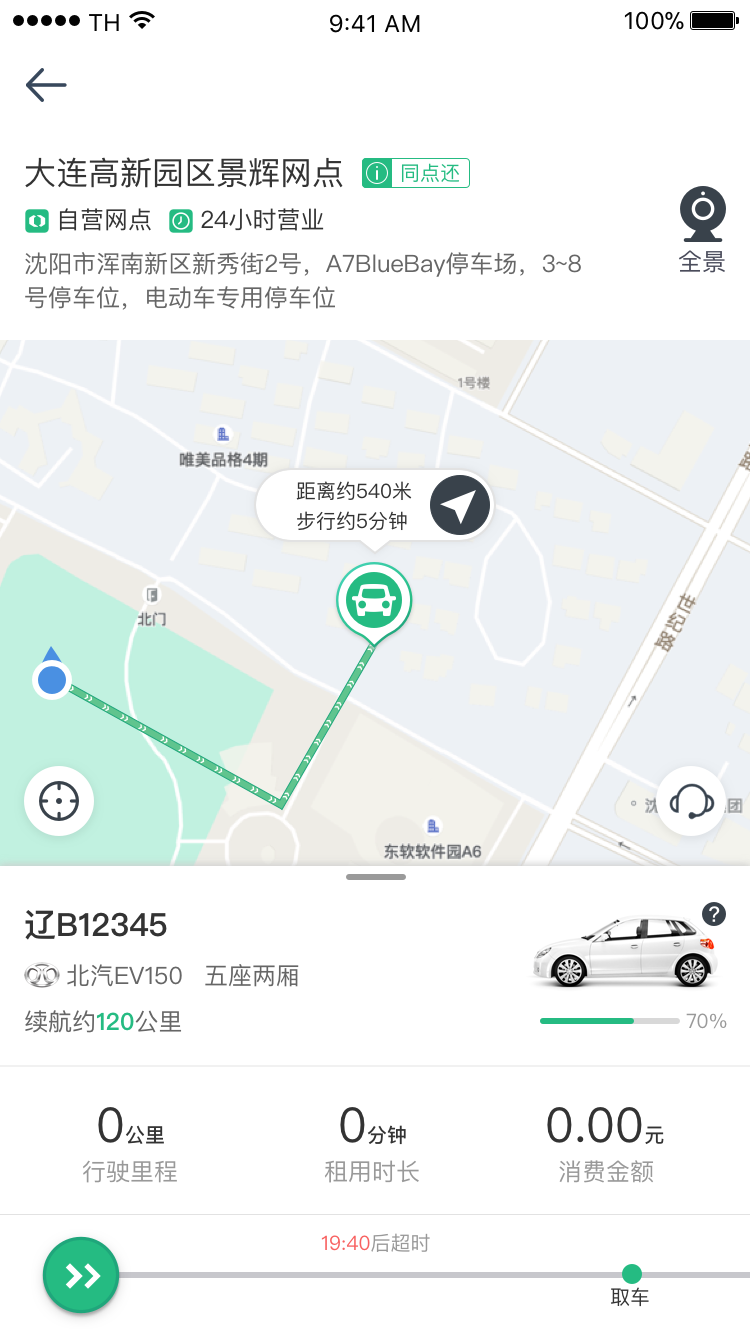 TH 9:41 AM 100%
大连高新园区景辉网点 同点还
自营网点 24小时营业
沈阳市浑南新区新秀街2号，A7BlueBay停车场，3~8
号停车位，电动车专用停车位
全景
1号楼
唯美品格4期
距离约540米
步行约5分钟
北门
世纪路
路
沈
团
东软软件园A6
辽B12345
?
北汽EV150 五座两厢
续航约120公里
70%
0公里 0分钟 0.00元
行驶里程 租用时长 消费金额
19:40后超时
取车